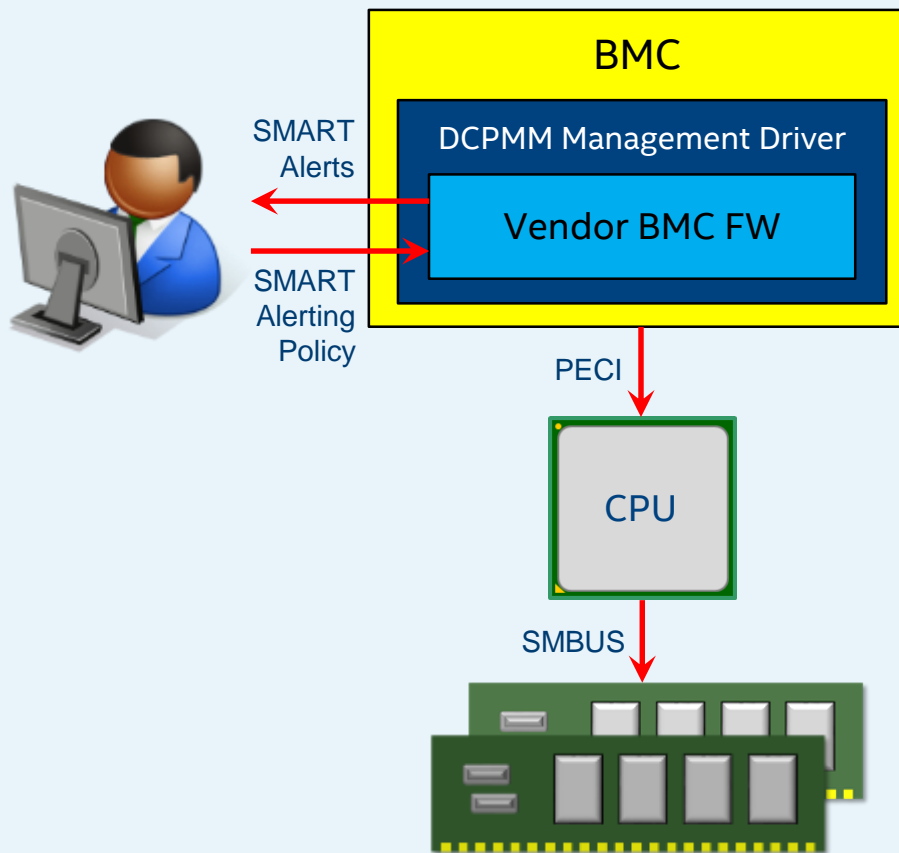 BMC
DCPMM Management Driver
Vendor BMC FW
SMART
Alerts
SMART
Alerting
Policy
PECI
CPU
SMBUS